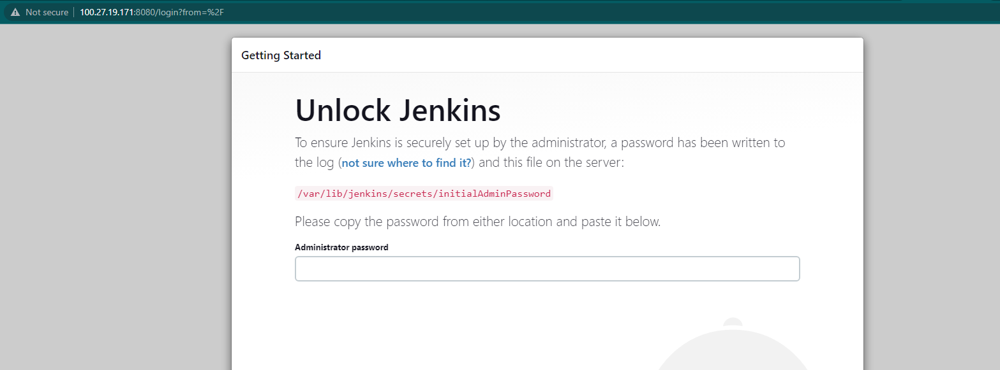 Not secure 100.27.19.171:8080/login?from=%2F
Getting Started
Unlock Jenkins
To ensure Jenkins is securely set up by the administrator, a password has been written to
the log (not sure where to find it?) and this file on the server:
/var/lib/jenkins/secrets/initialAdminPassword
Please copy the password from either location and paste it below.
Administrator password